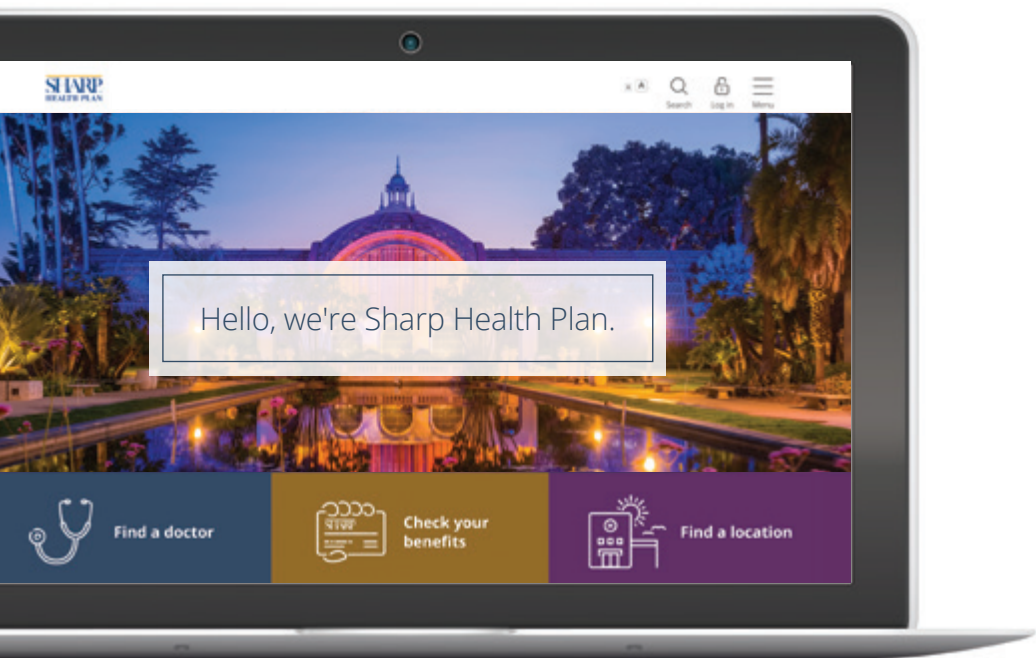 SHARP
HEALTH PLAN
A A
Search
Log in
Menu
Hello, we're Sharp Health Plan.
Find a doctor
SHARP
Check your
benefits
Find a location